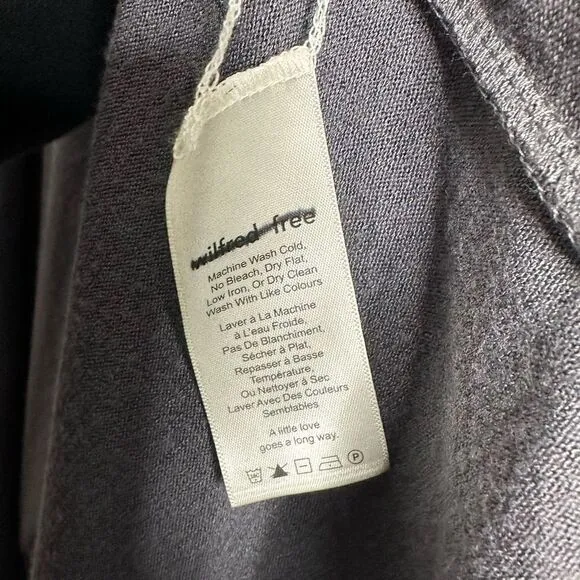 wilfred free
Machine Wash Cold,
No Bleach, Dry Flat,
Low Iron, Or Dry Clean
Wash With Like Colours
Laver à La Machine
à L'eau Froide,
Pas De Blanchiment,
Sécher à Plat,
Repasser à Basse
Température,
Ou Nettoyer à Sec
Laver Avec Des Couleurs
Semblables
A little love
goes a long way.
P